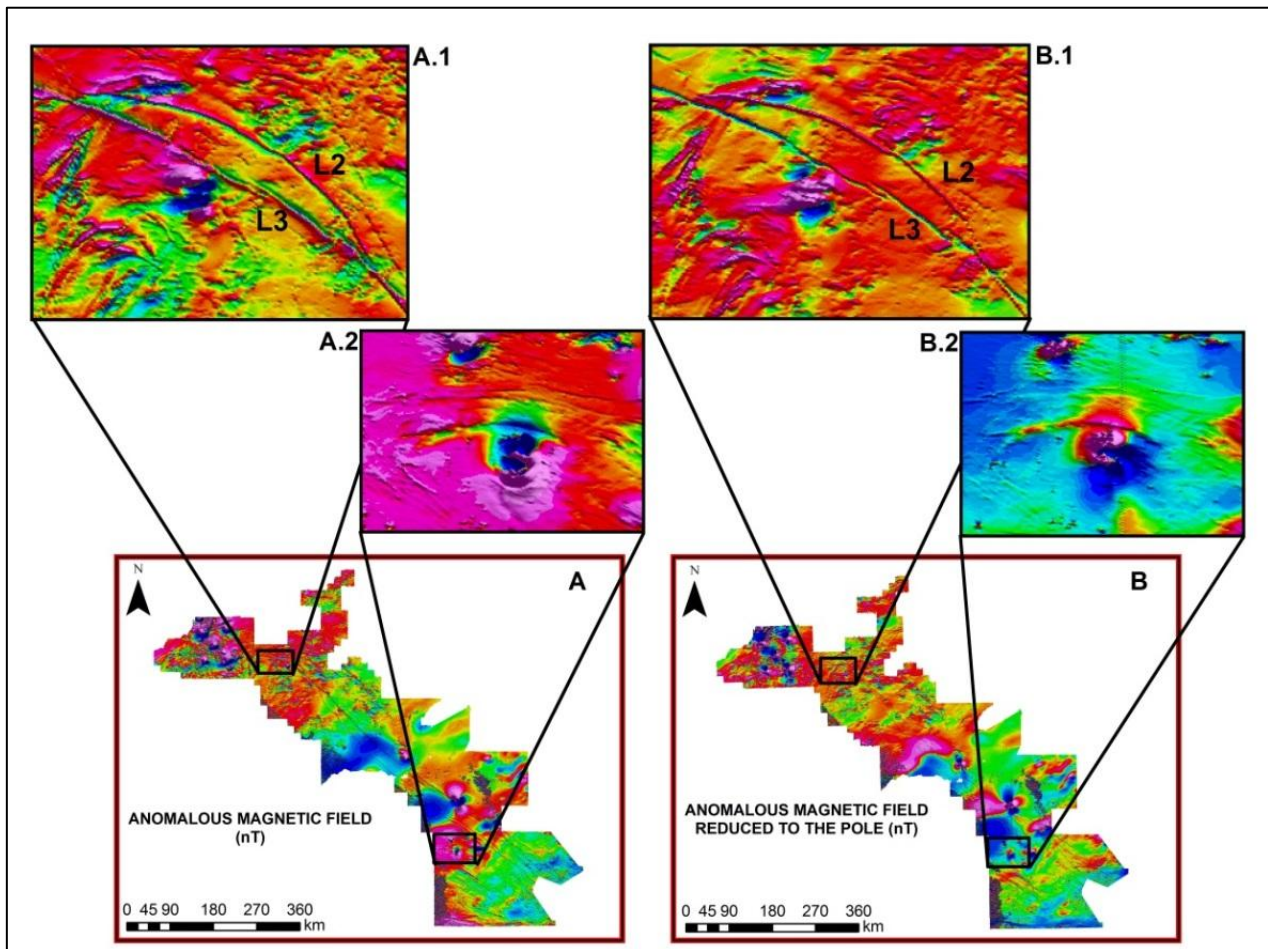 A.1
L2
L3
B.1
L2
L3
A.2
B.2
N
A
ANOMALOUS MAGNETIC FIELD
(nT)
0 45 90 180 270 360
km
N
B
ANOMALOUS MAGNETIC FIELD
REDUCED TO THE POLE (nT)
0 45 90 180 270 360
km